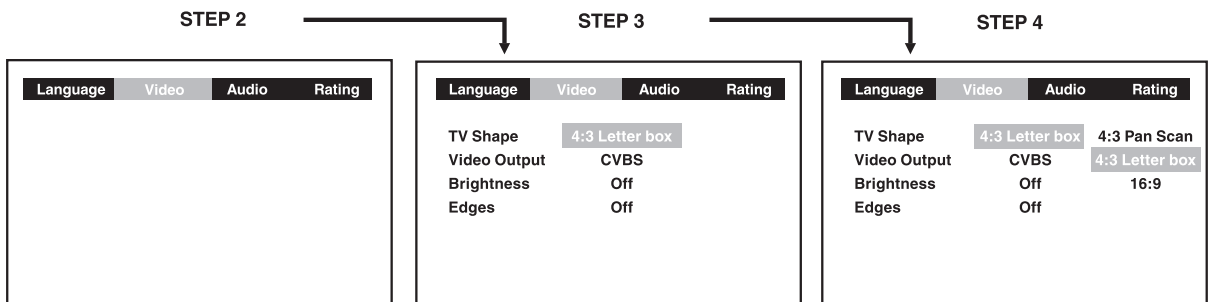 STEP 2
STEP 3
STEP 4
Language Video Audio Rating
Language Video Audio Rating
TV Shape 4:3 Letter box
Video Output CVBS
Brightness Off
Edges Off
Language Video Audio Rating
TV Shape 4:3 Letter box 4:3 Pan Scan
Video Output CVBS 4:3 Letter box
Brightness Off 16:9
Edges Off